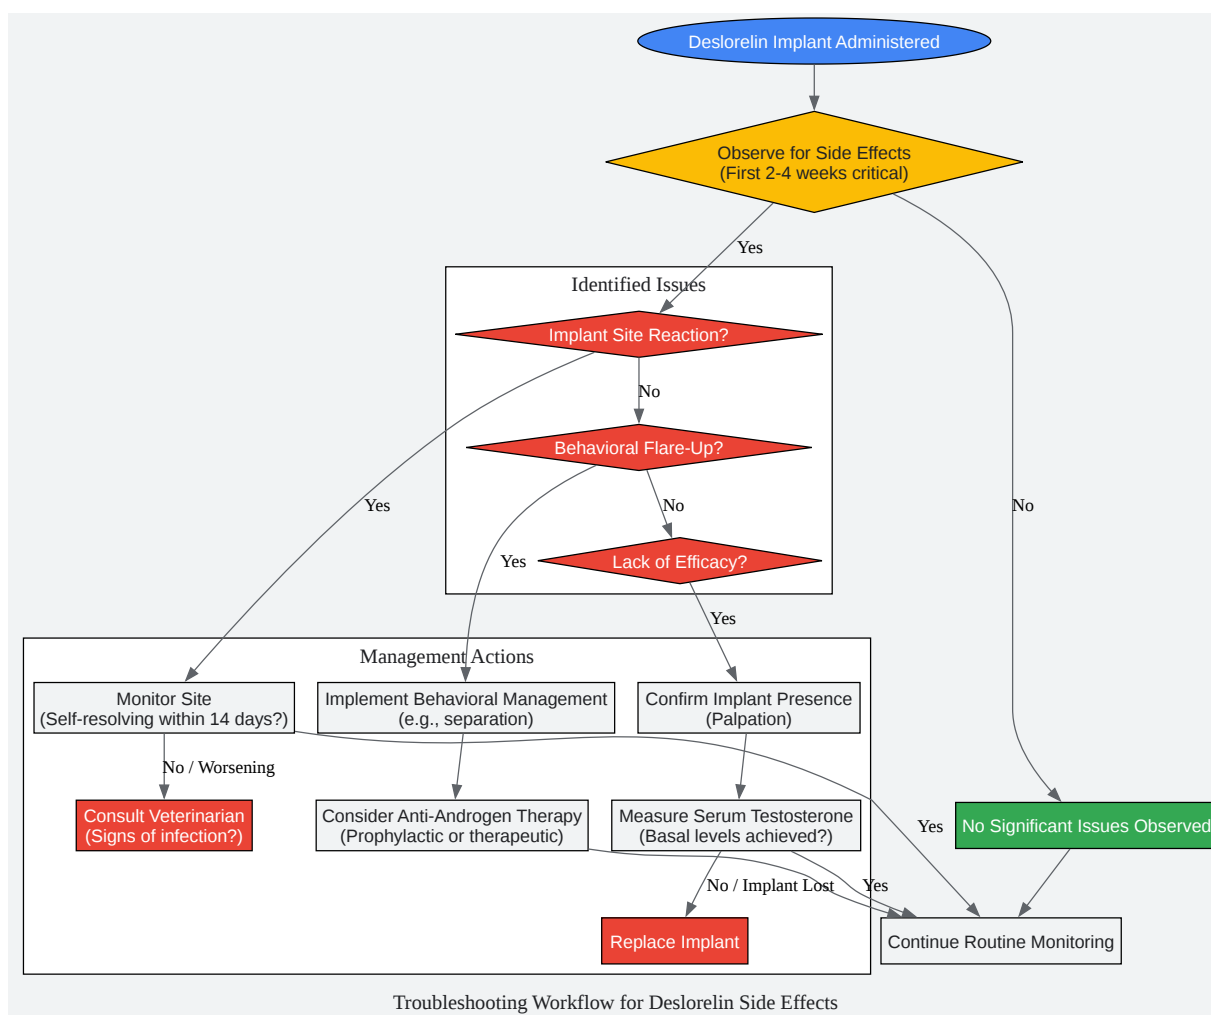 Deslorelin Implant Administered
Observe for Side Effects
(First 2-4 weeks critical)
Yes
No
Identified Issues
Implant Site Reaction?
Yes
No
Behavioral Flare-Up?
Yes
No
Lack of Efficacy?
Yes
Management Actions
Monitor Site
(Self-resolving within 14 days?)
Implement Behavioral Management
(e.g., separation)
Confirm Implant Presence
(Palpation)
No / Worsening
Consult Veterinarian
(Signs of infection?)
Consider Anti-Androgen Therapy
(Prophylactic or therapeutic)
Measure Serum Testosterone
(Basal levels achieved?)
Yes
No Significant Issues Observed
No / Implant Lost
Yes
Replace Implant
Continue Routine Monitoring
Troubleshooting Workflow for Deslorelin Side Effects